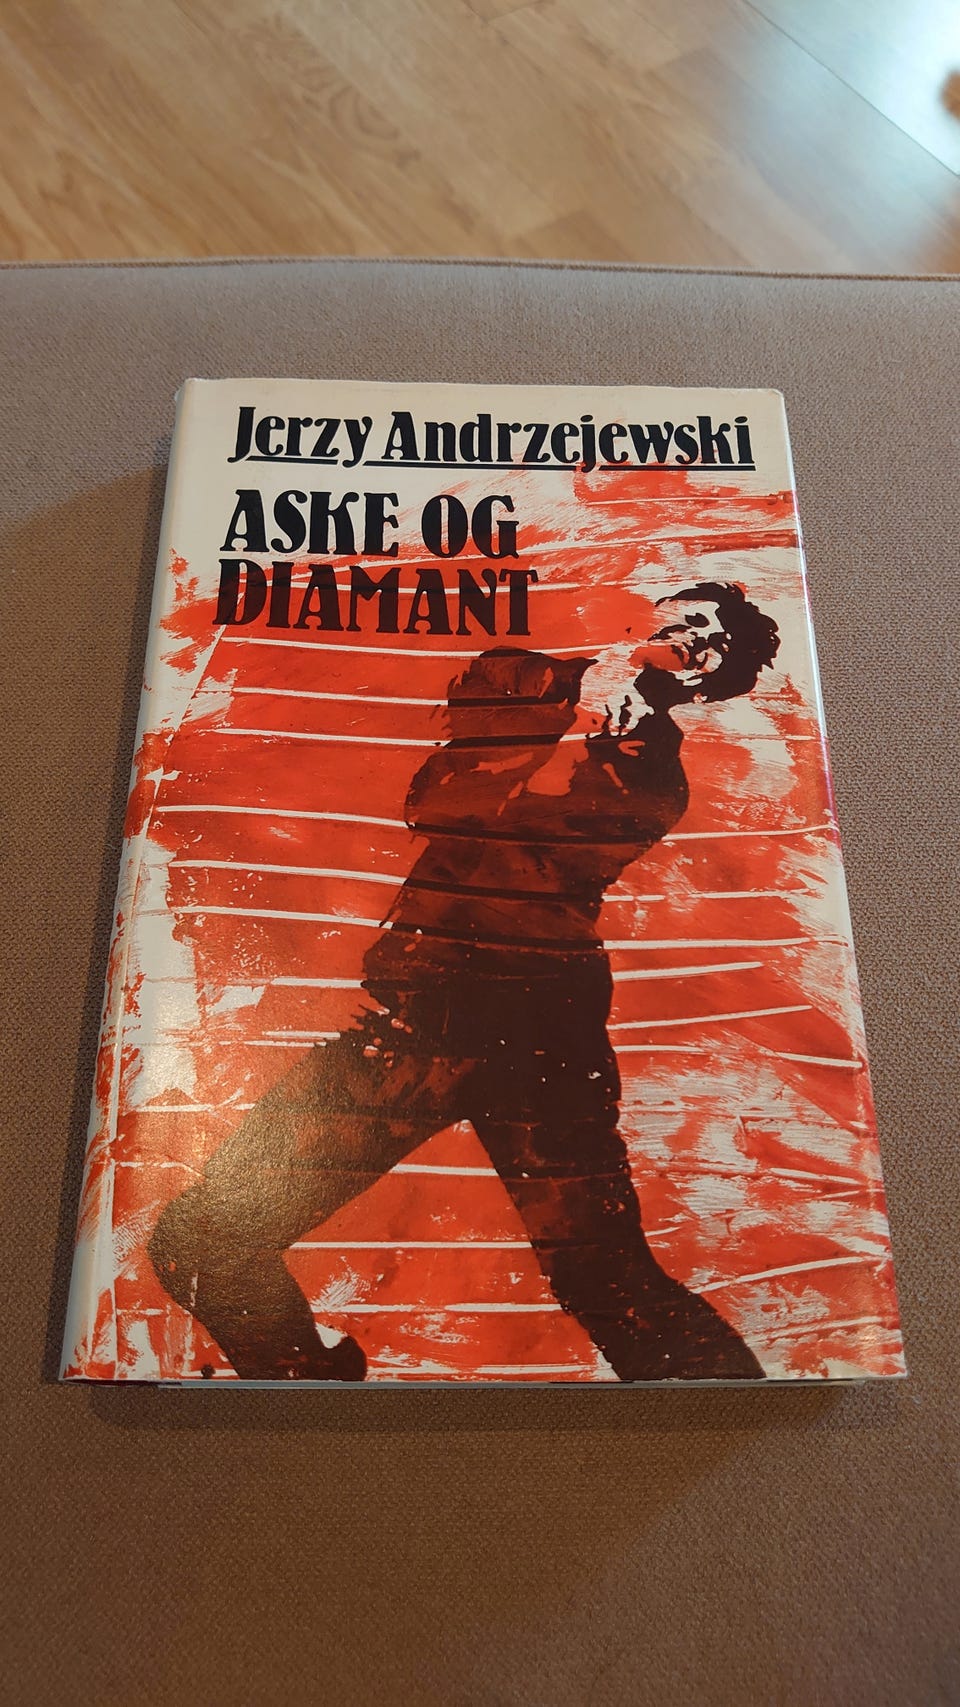 Jerzy Andrzejewski
ASKE OG
DIAMANT